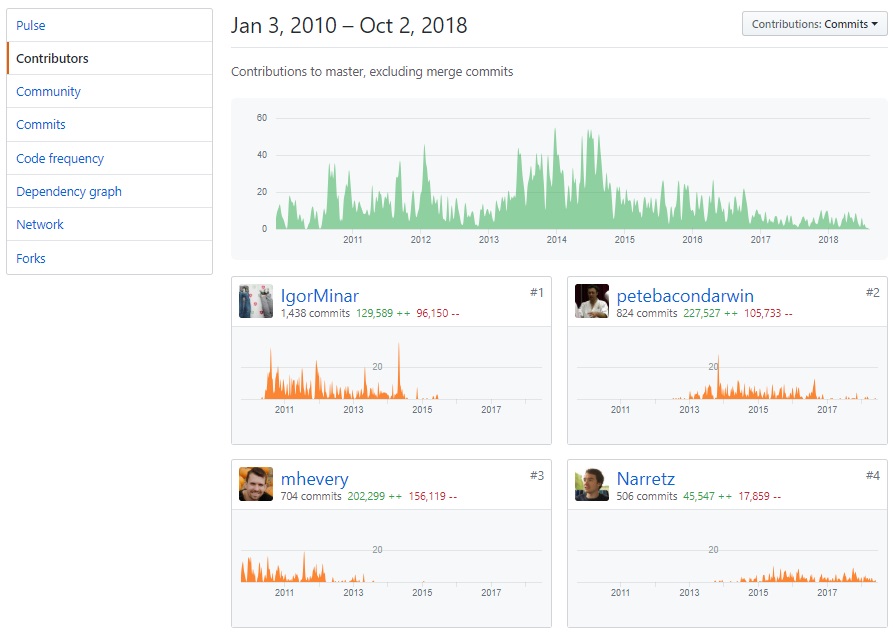 Pulse
Contributors
Community
Commits
Code frequency
Dependency graph
Network
Forks
Jan 3, 2010 – Oct 2, 2018
Contributions: Commits
Contributions to master, excluding merge commits
60
40
20
0
2011 2012 2013 2014 2015 2016 2017 2018
IgorMinar #1
1,438 commits 129,589 ++ 96,150 --
20
2011 2013 2015 2017
petebacondarwin #2
824 commits 227,527 ++ 105,733 --
20
2011 2013 2015 2017
mhevery #3
704 commits 202,299 ++ 156,119 --
20
2011 2013 2015 2017
Narretz #4
506 commits 45,547 ++ 17,859 --
20
2011 2013 2015 2017